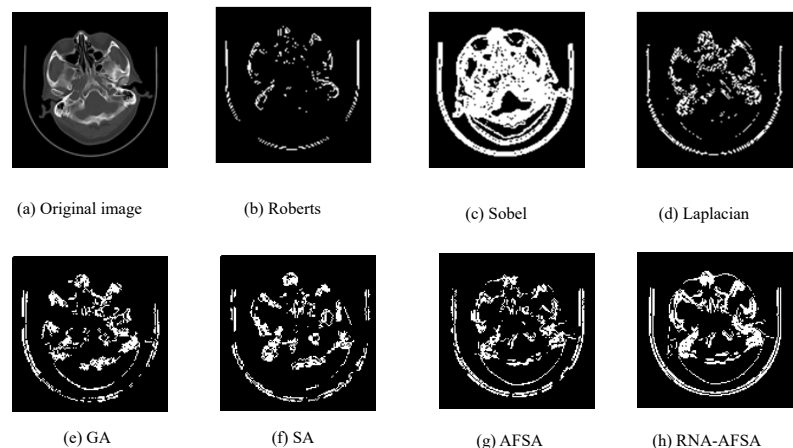 (a) Original image
(b) Roberts
(c) Sobel
(d) Laplacian
(e) GA
(f) SA
(g) AFSA
(h) RNA-AFSA